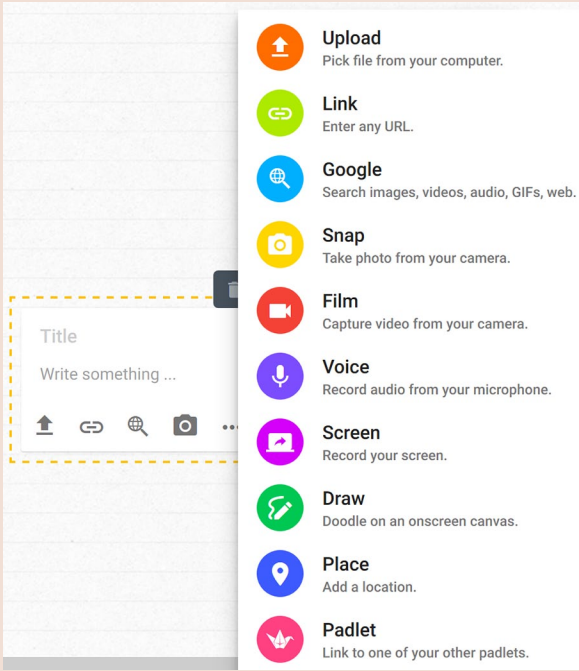 Title
Write something ...
Upload
Pick file from your computer.
Link
Enter any URL.
Google
Search images, videos, audio, GIFs, web.
Snap
Take photo from your camera.
Film
Capture video from your camera.
Voice
Record audio from your microphone.
Screen
Record your screen.
Draw
Doodle on an onscreen canvas.
Place
Add a location.
Padlet
Link to one of your other padlets.